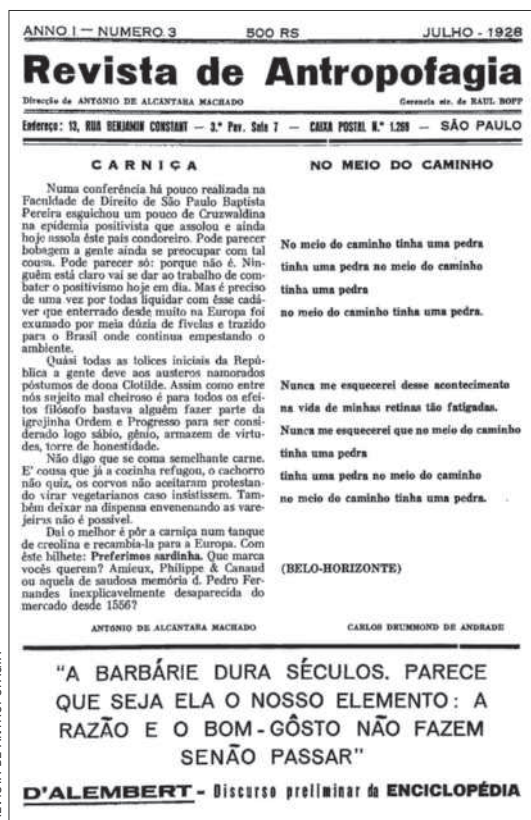 ANNO I — NUMERO 3 500 RS JULHO - 1928
Revista de Antropofagia
Direcção de ANTÓNIO DE ALCÂNTARA MACHADO Gerencia etc. de RAUL BOPP
Endereço: 13, RUA BENJAMIN CONSTANT — 3.º Pav. Sala 7 — CAIXA POSTAL N.º 1.269 — SÃO PAULO
CARNIÇA
Numa conferência há pouco realizada na
Faculdade de Direito de São Paulo Baptista
Pereira esguichou um pouco de Cruzwaldina
na epidemia positivista que assolou e ainda
hoje assola êste país condoreiro. Pode parecer
bobagem a gente ainda se preocupar com tal
cousa. Pode parecer só: porque não é. Nin-
guêm está claro vai se dar ao trabalho de com-
bater o positivismo hoje em dia. Mas é preciso
de uma vez por todas liquidar com êsse cadá-
ver que enterrado desde muito na Europa foi
exumado por meia dúzia de fivelas e trazido
para o Brasil onde continua empestando o
ambiente.
Quási todas as tolices iniciais da Repú-
blica a gente deve aos austeros namorados
póstumos de dona Clotilde. Assim como entre
nós sujeito mal cheiroso é para todos os efei-
tos filósofo bastava alguêm fazer parte da
igrejinha Ordem e Progresso para ser consi-
derado logo sábio, gênio, armazem de virtu-
des, torre de honestidade.
Não digo que se coma semelhante carne.
E' cousa que já a cozinha refugou, o cachorro
não quiz, os corvos não aceitaram protestan-
do virar vegetarianos caso insistissem. Tam-
bêm deixar na dispensa envenenando as vare-
jeiras não é possível.
Daí o melhor é pôr a carniça num tanque
de creolina e recambia-la para a Europa. Com
êste bilhete: Preferimos sardinha. Que marca
vocês querem? Amieux, Philippe & Canaud
ou aquela de saudosa memória d. Pedro Fer-
nandes inexplicavelmente desaparecida do
mercado desde 1556?
ANTÓNIO DE ALCÂNTARA MACHADO
NO MEIO DO CAMINHO
No meio do caminho tinha uma pedra
tinha uma pedra no meio do caminho
tinha uma pedra
no meio do caminho tinha uma pedra.
Nunca me esquecerei desse acontecimento
na vida de minhas retinas tão fatigadas.
Nunca me esquecerei que no meio do caminho
tinha uma pedra
tinha uma pedra no meio do caminho
no meio do caminho tinha uma pedra.
(BELO-HORIZONTE)
CARLOS DRUMMOND DE ANDRADE
"A BARBÁRIE DURA SÉCULOS. PARECE
QUE SEJA ELA O NOSSO ELEMENTO: A
RAZÃO E O BOM-GÔSTO NÃO FAZEM
SENÃO PASSAR"
D'ALEMBERT - Discurso preliminar da ENCICLOPÉDIA